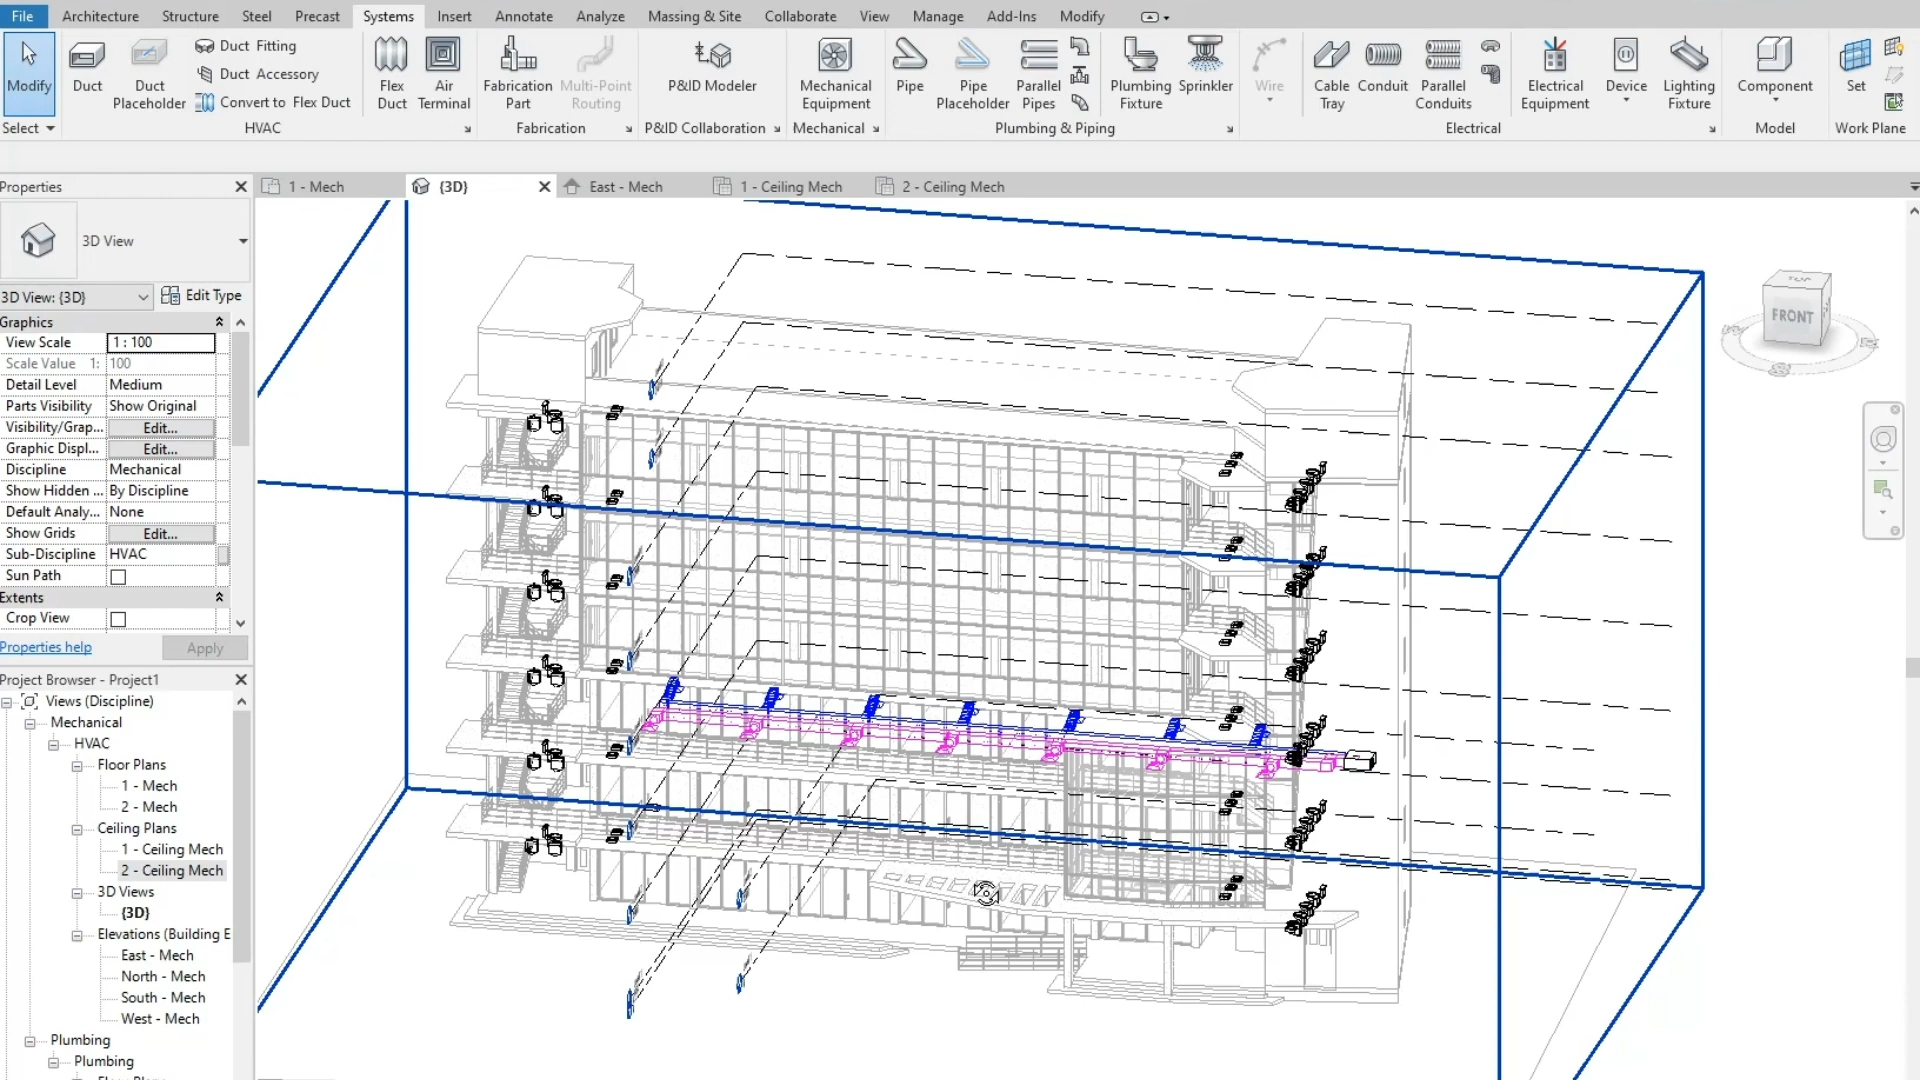 File Architecture Structure Steel Precast Systems Insert Annotate Analyze Massing & Site Collaborate View Manage Add-Ins Modify
Modify
Duct
Duct Placeholder
Duct Fitting
Duct Accessory
Convert to Flex Duct
Flex Duct
Air Terminal
Fabrication Part
Multi-Point Routing
P&ID Modeler
Mechanical Equipment
Pipe
Pipe Placeholder
Parallel Pipes
Plumbing Fixture
Sprinkler
Wire
Cable Tray
Conduit
Parallel Conduits
Electrical Equipment
Device
Lighting Fixture
Component
Set
Select HVAC Fabrication P&ID Collaboration Mechanical Plumbing & Piping Electrical Model Work Plane
Properties
1 - Mech {3D} East - Mech 1 - Ceiling Mech 2 - Ceiling Mech
3D View
3D View: {3D} Edit Type
Graphics
View Scale 1 : 100
Scale Value 1: 100
Detail Level Medium
Parts Visibility Show Original
Visibility/Grap... Edit...
Graphic Displ... Edit...
Discipline Mechanical
Show Hidden ... By Discipline
Default Analy... None
Show Grids Edit...
Sub-Discipline HVAC
Sun Path
Extents
Crop View
Properties help Apply
Project Browser - Project1
Views (Discipline)
Mechanical
HVAC
Floor Plans
1 - Mech
2 - Mech
Ceiling Plans
1 - Ceiling Mech
2 - Ceiling Mech
3D Views
{3D}
Elevations (Building E
East - Mech
North - Mech
South - Mech
West - Mech
Plumbing
Plumbing
TOP
FRONT